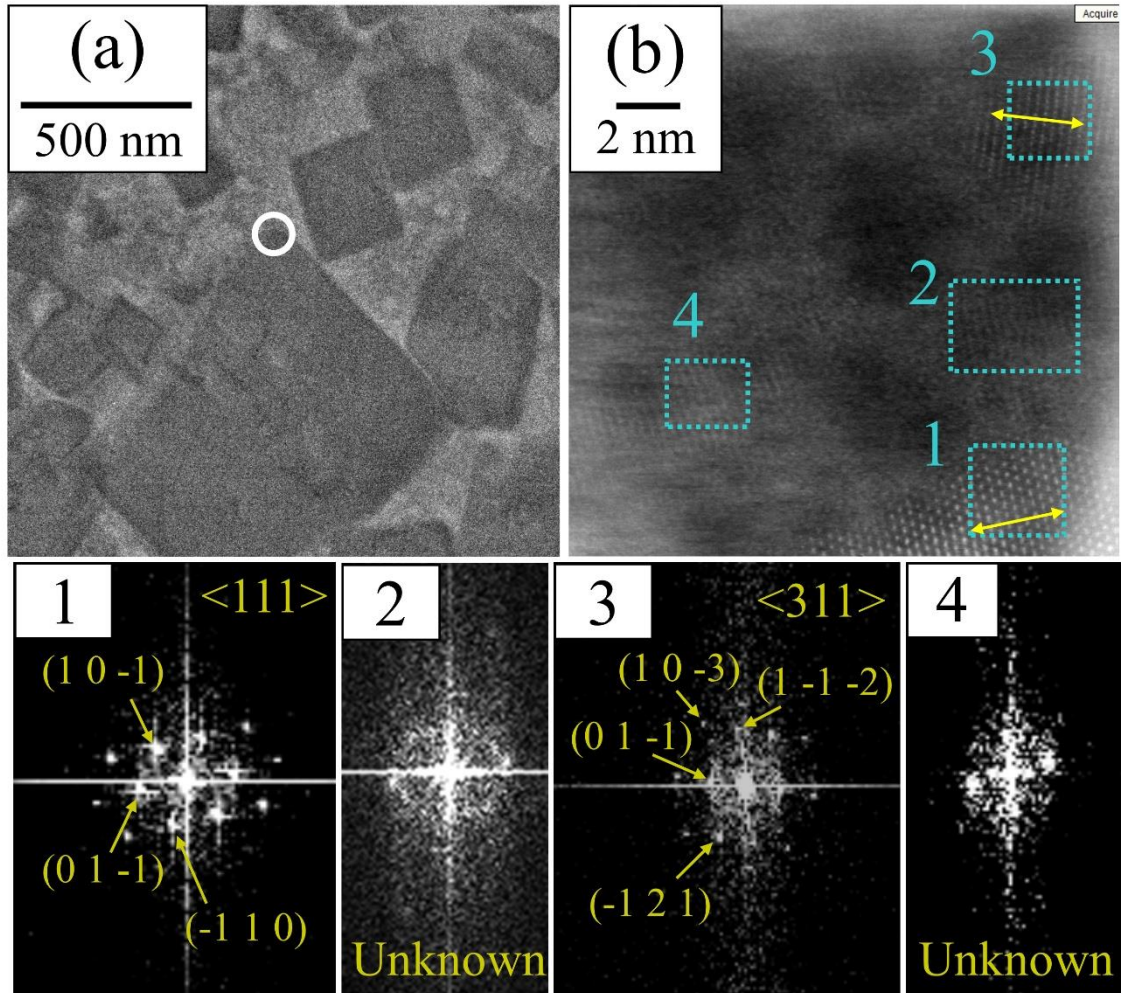 (a)
500 nm
(b)
2 nm
Acquire
3
2
4
1
1
<111>
(1 0 -1)
(0 1 -1)
(-1 1 0)
2
Unknown
3
<311>
(1 0 -3)
(1 -1 -2)
(0 1 -1)
(-1 2 1)
4
Unknown